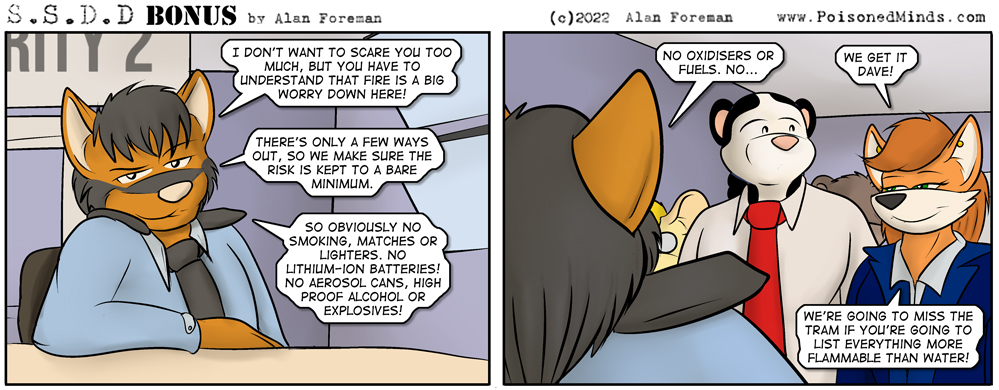 S.S.D.D BONUS by Alan Foreman
(c)2022 Alan Foreman
www.PoisonedMinds.com
RITY 2
I DON'T WANT TO SCARE YOU TOO
MUCH, BUT YOU HAVE TO
UNDERSTAND THAT FIRE IS A BIG
WORRY DOWN HERE!
THERE'S ONLY A FEW WAYS
OUT, SO WE MAKE SURE THE
RISK IS KEPT TO A BARE
MINIMUM.
SO OBVIOUSLY NO
SMOKING, MATCHES OR
LIGHTERS. NO
LITHIUM-ION BATTERIES!
NO AEROSOL CANS, HIGH
PROOF ALCOHOL OR
EXPLOSIVES!
NO OXIDISERS OR
FUELS. NO...
WE GET IT
DAVE!
WE'RE GOING TO MISS THE
TRAM IF YOU'RE GOING TO
LIST EVERYTHING MORE
FLAMMABLE THAN WATER!